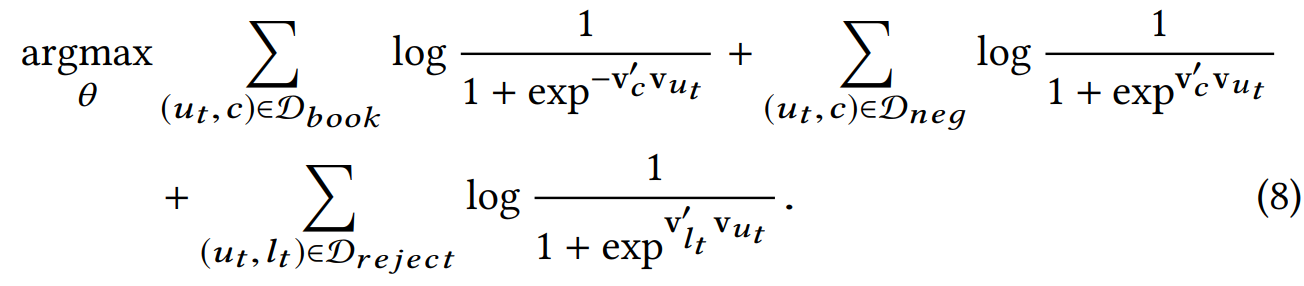 argmax_θ ∑_{(u_t,c)∈𝒟_{book}} log 1/(1 + exp^{−v′_c v_{u_t}}) + ∑_{(u_t,c)∈𝒟_{neg}} log 1/(1 + exp^{v′_c v_{u_t}})
+ ∑_{(u_t,l_t)∈𝒟_{reject}} log 1/(1 + exp^{v′_{l_t} v_{u_t}}). (8)